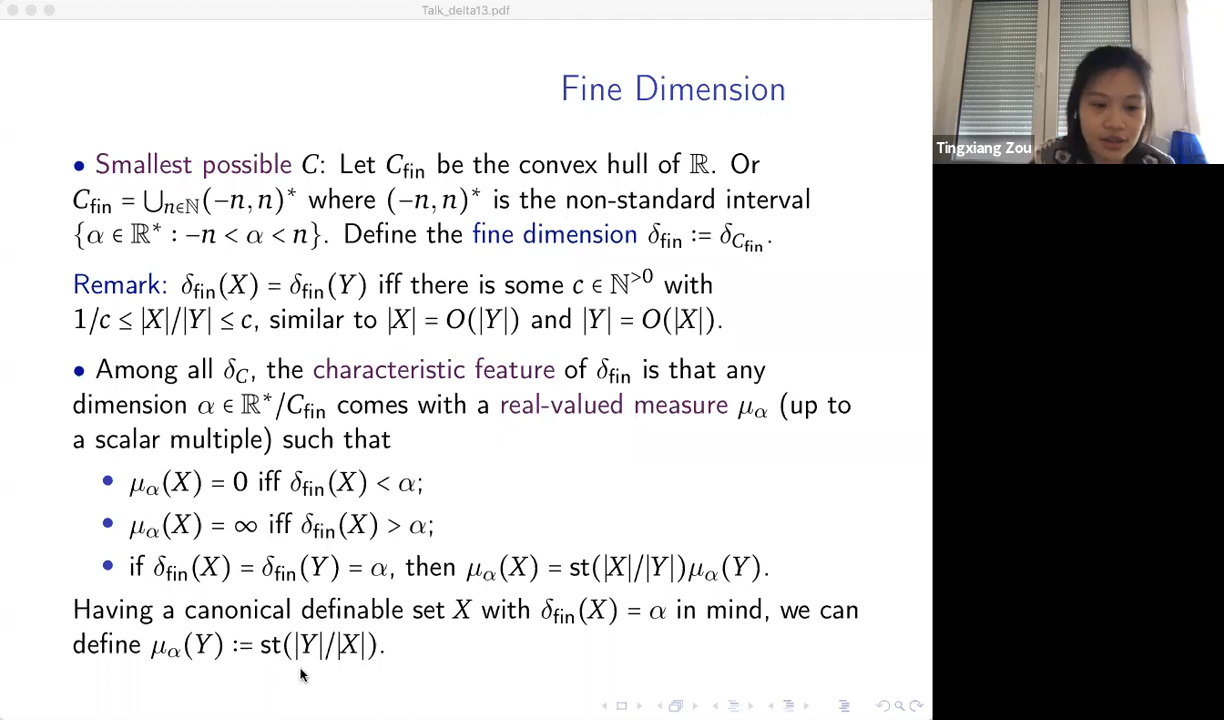 Talk_delta13.pdf
Fine Dimension
• Smallest possible C: Let C_fin be the convex hull of ℝ. Or
C_fin = ⋃_{n∈ℕ}(−n, n)* where (−n, n)* is the non-standard interval
{α ∈ ℝ* : −n < α < n}. Define the fine dimension δ_fin := δ_{C_fin}.
Remark: δ_fin(X) = δ_fin(Y) iff there is some c ∈ ℕ^{>0} with
1/c ≤ |X|/|Y| ≤ c, similar to |X| = O(|Y|) and |Y| = O(|X|).
• Among all δ_C, the characteristic feature of δ_fin is that any
dimension α ∈ ℝ*/C_fin comes with a real-valued measure μ_α (up to
a scalar multiple) such that
• μ_α(X) = 0 iff δ_fin(X) < α;
• μ_α(X) = ∞ iff δ_fin(X) > α;
• if δ_fin(X) = δ_fin(Y) = α, then μ_α(X) = st(|X|/|Y|)μ_α(Y).
Having a canonical definable set X with δ_fin(X) = α in mind, we can
define μ_α(Y) := st(|Y|/|X|).
Tingxiang Zou